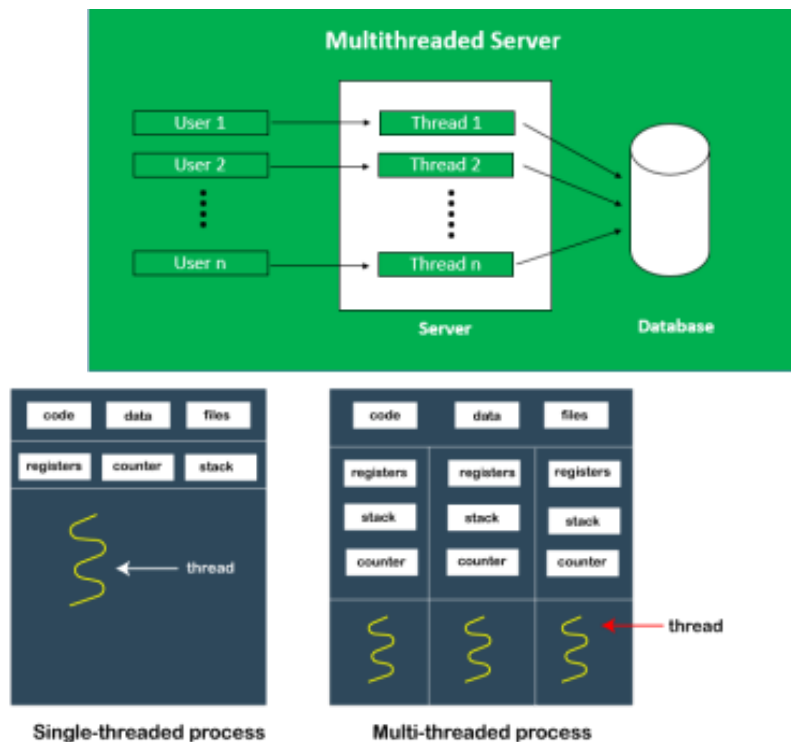 Multithreaded Server
User 1
Thread 1
User 2
Thread 2
User n
Thread n
Server
Database
code data files
registers counter stack
thread
Single-threaded process
code data files
registers registers registers
stack stack stack
counter counter counter
thread
Multi-threaded process